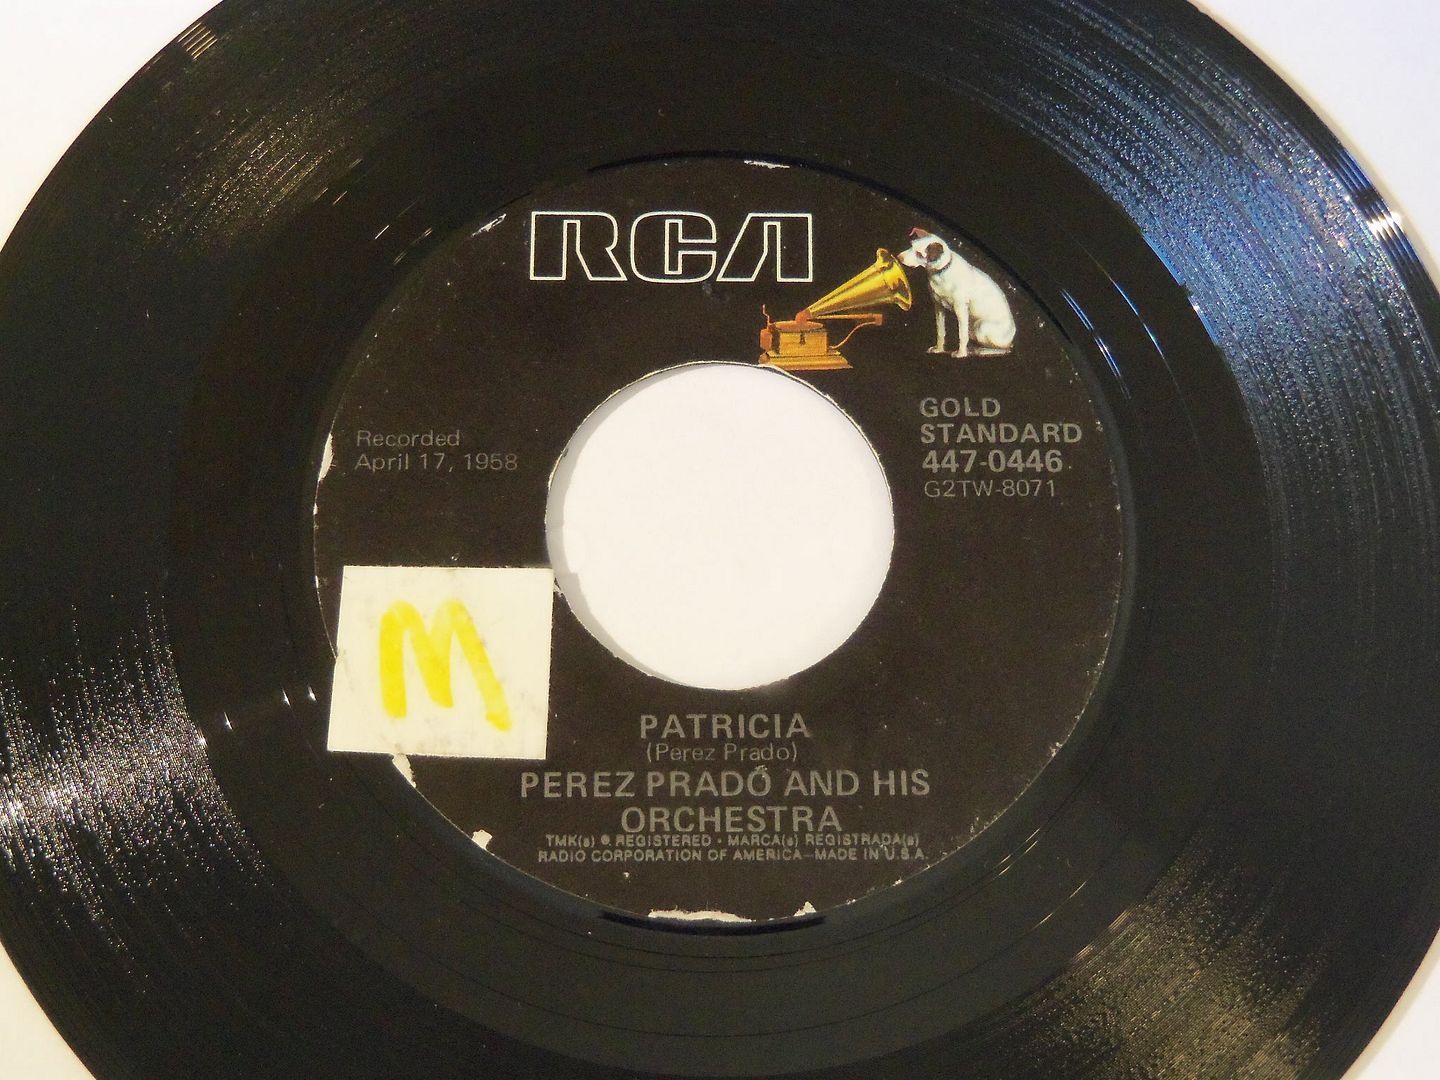 RCA
GOLD
STANDARD
447-0446
G2TW-8071
Recorded
April 17, 1958
M
PATRICIA
(Perez Prado)
PEREZ PRADO AND HIS
ORCHESTRA
TMK(s) ® REGISTERED • MARCA(s) REGISTRADA(s)
RADIO CORPORATION OF AMERICA—MADE IN U.S.A.